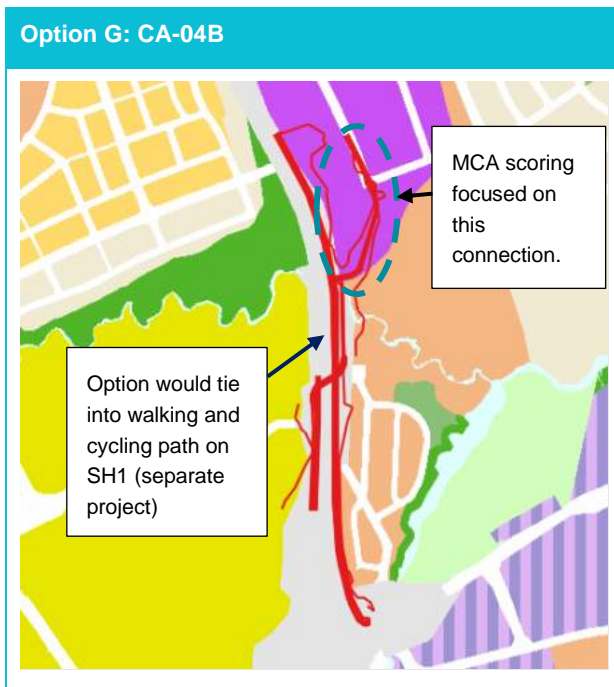 Option G: CA-04B
MCA scoring
focused on
this
connection.
Option would tie
into walking and
cycling path on
SH1 (separate
project)